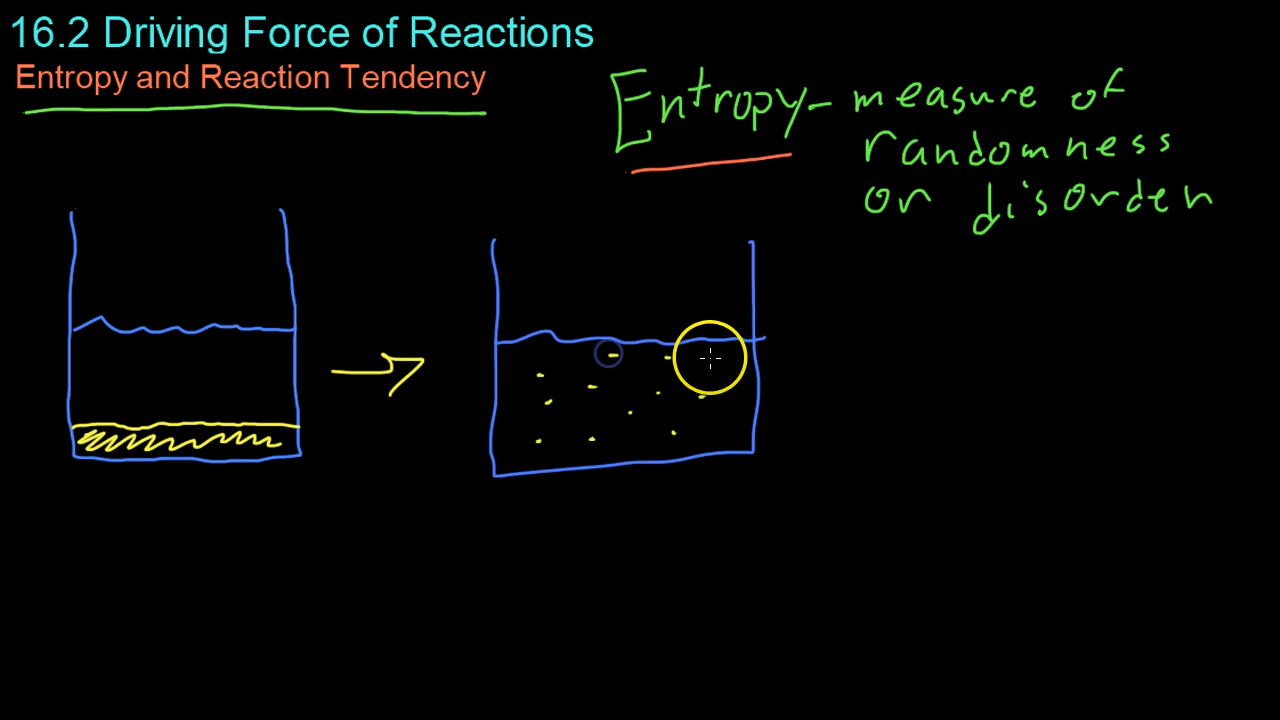 16.2 Driving Force of Reactions
Entropy and Reaction Tendency
Entropy - measure of
randomness
or disorder